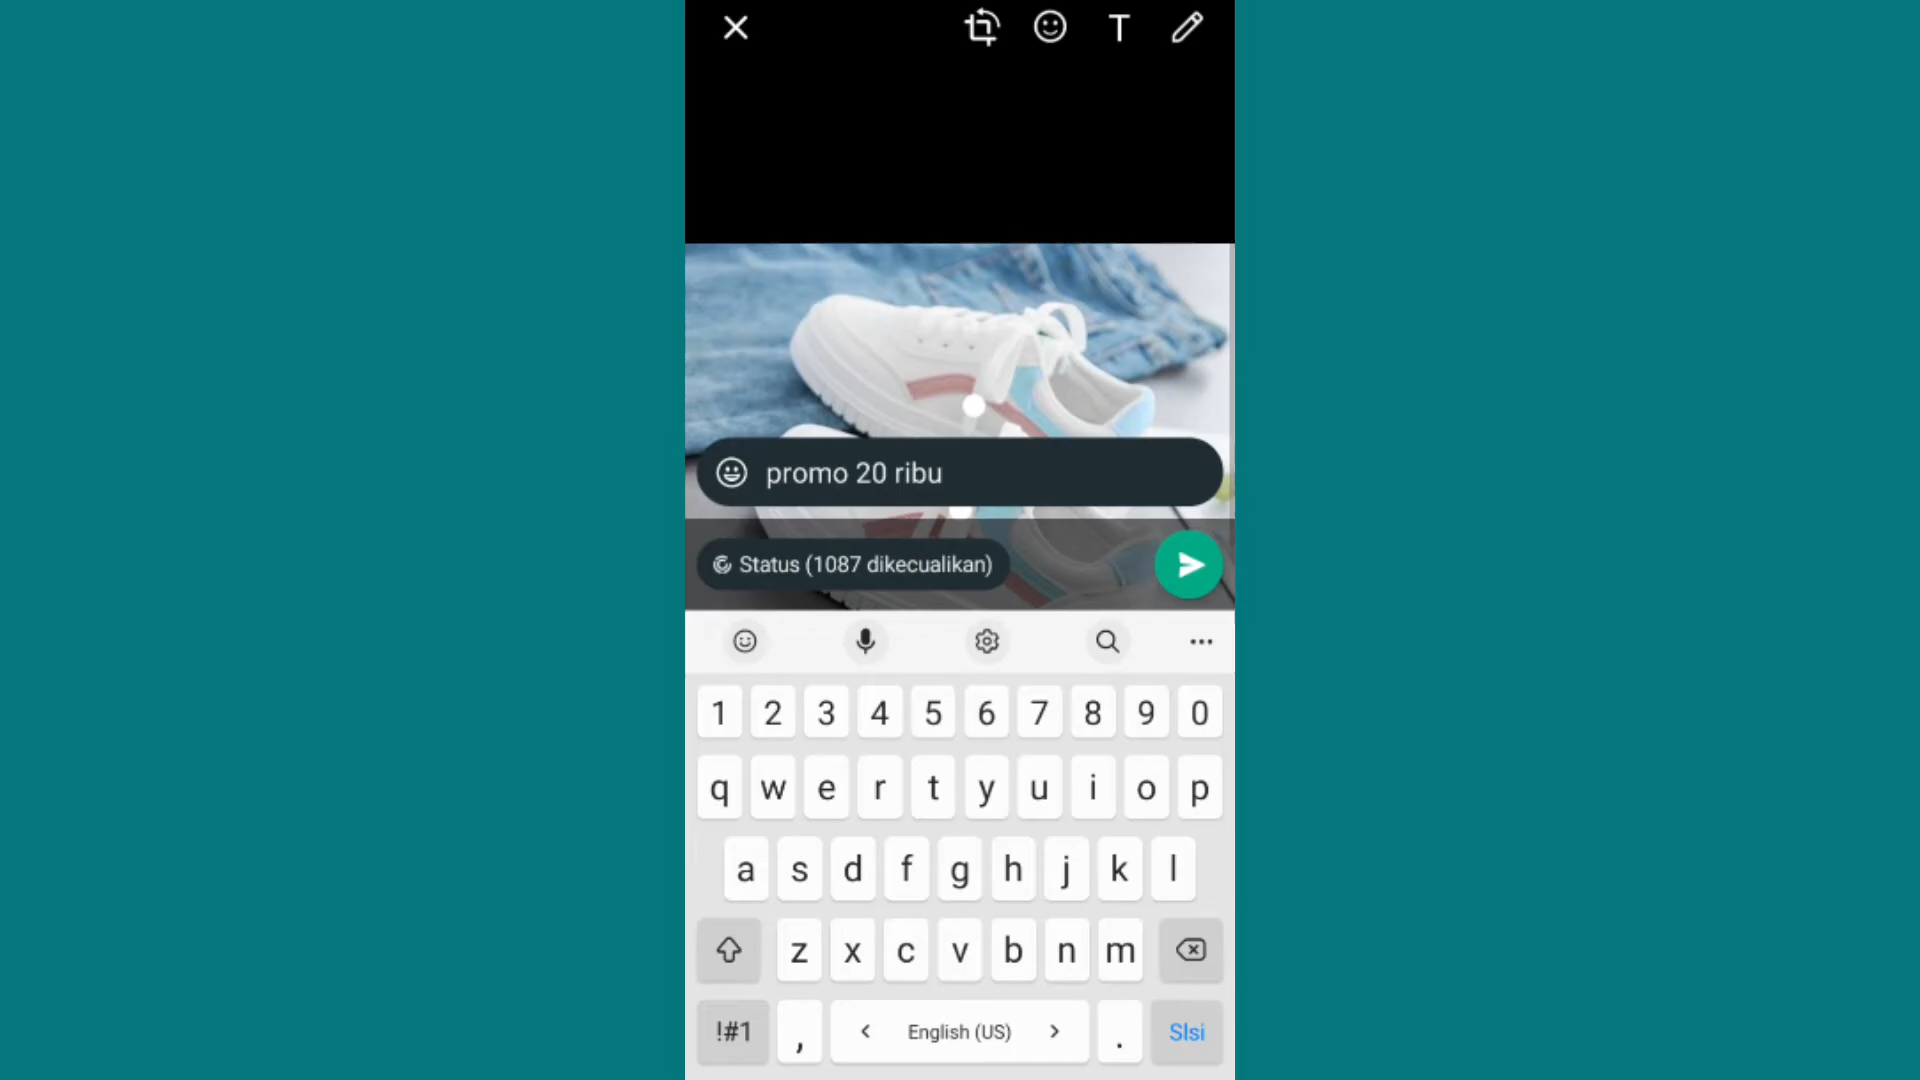 T
promo 20 ribu
Status (1087 dikecualikan)
1 2 3 4 5 6 7 8 9 0
q w e r t y u i o p
a s d f g h j k l
z x c v b n m
!#1 , < English (US) > . Slsi